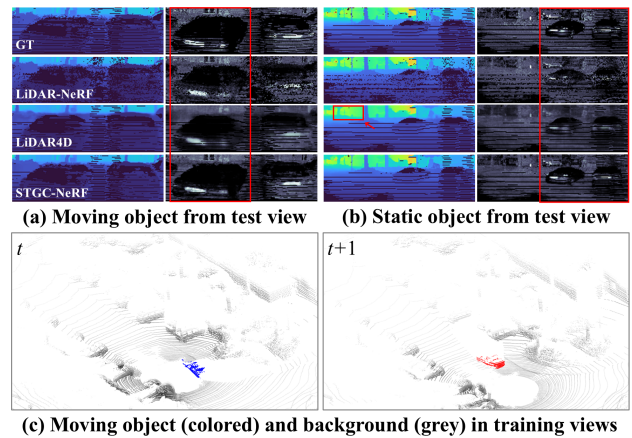 GT
LiDAR-NeRF
LiDAR4D
STGC-NeRF
(a) Moving object from test view
(b) Static object from test view
t
t+1
(c) Moving object (colored) and background (grey) in training views